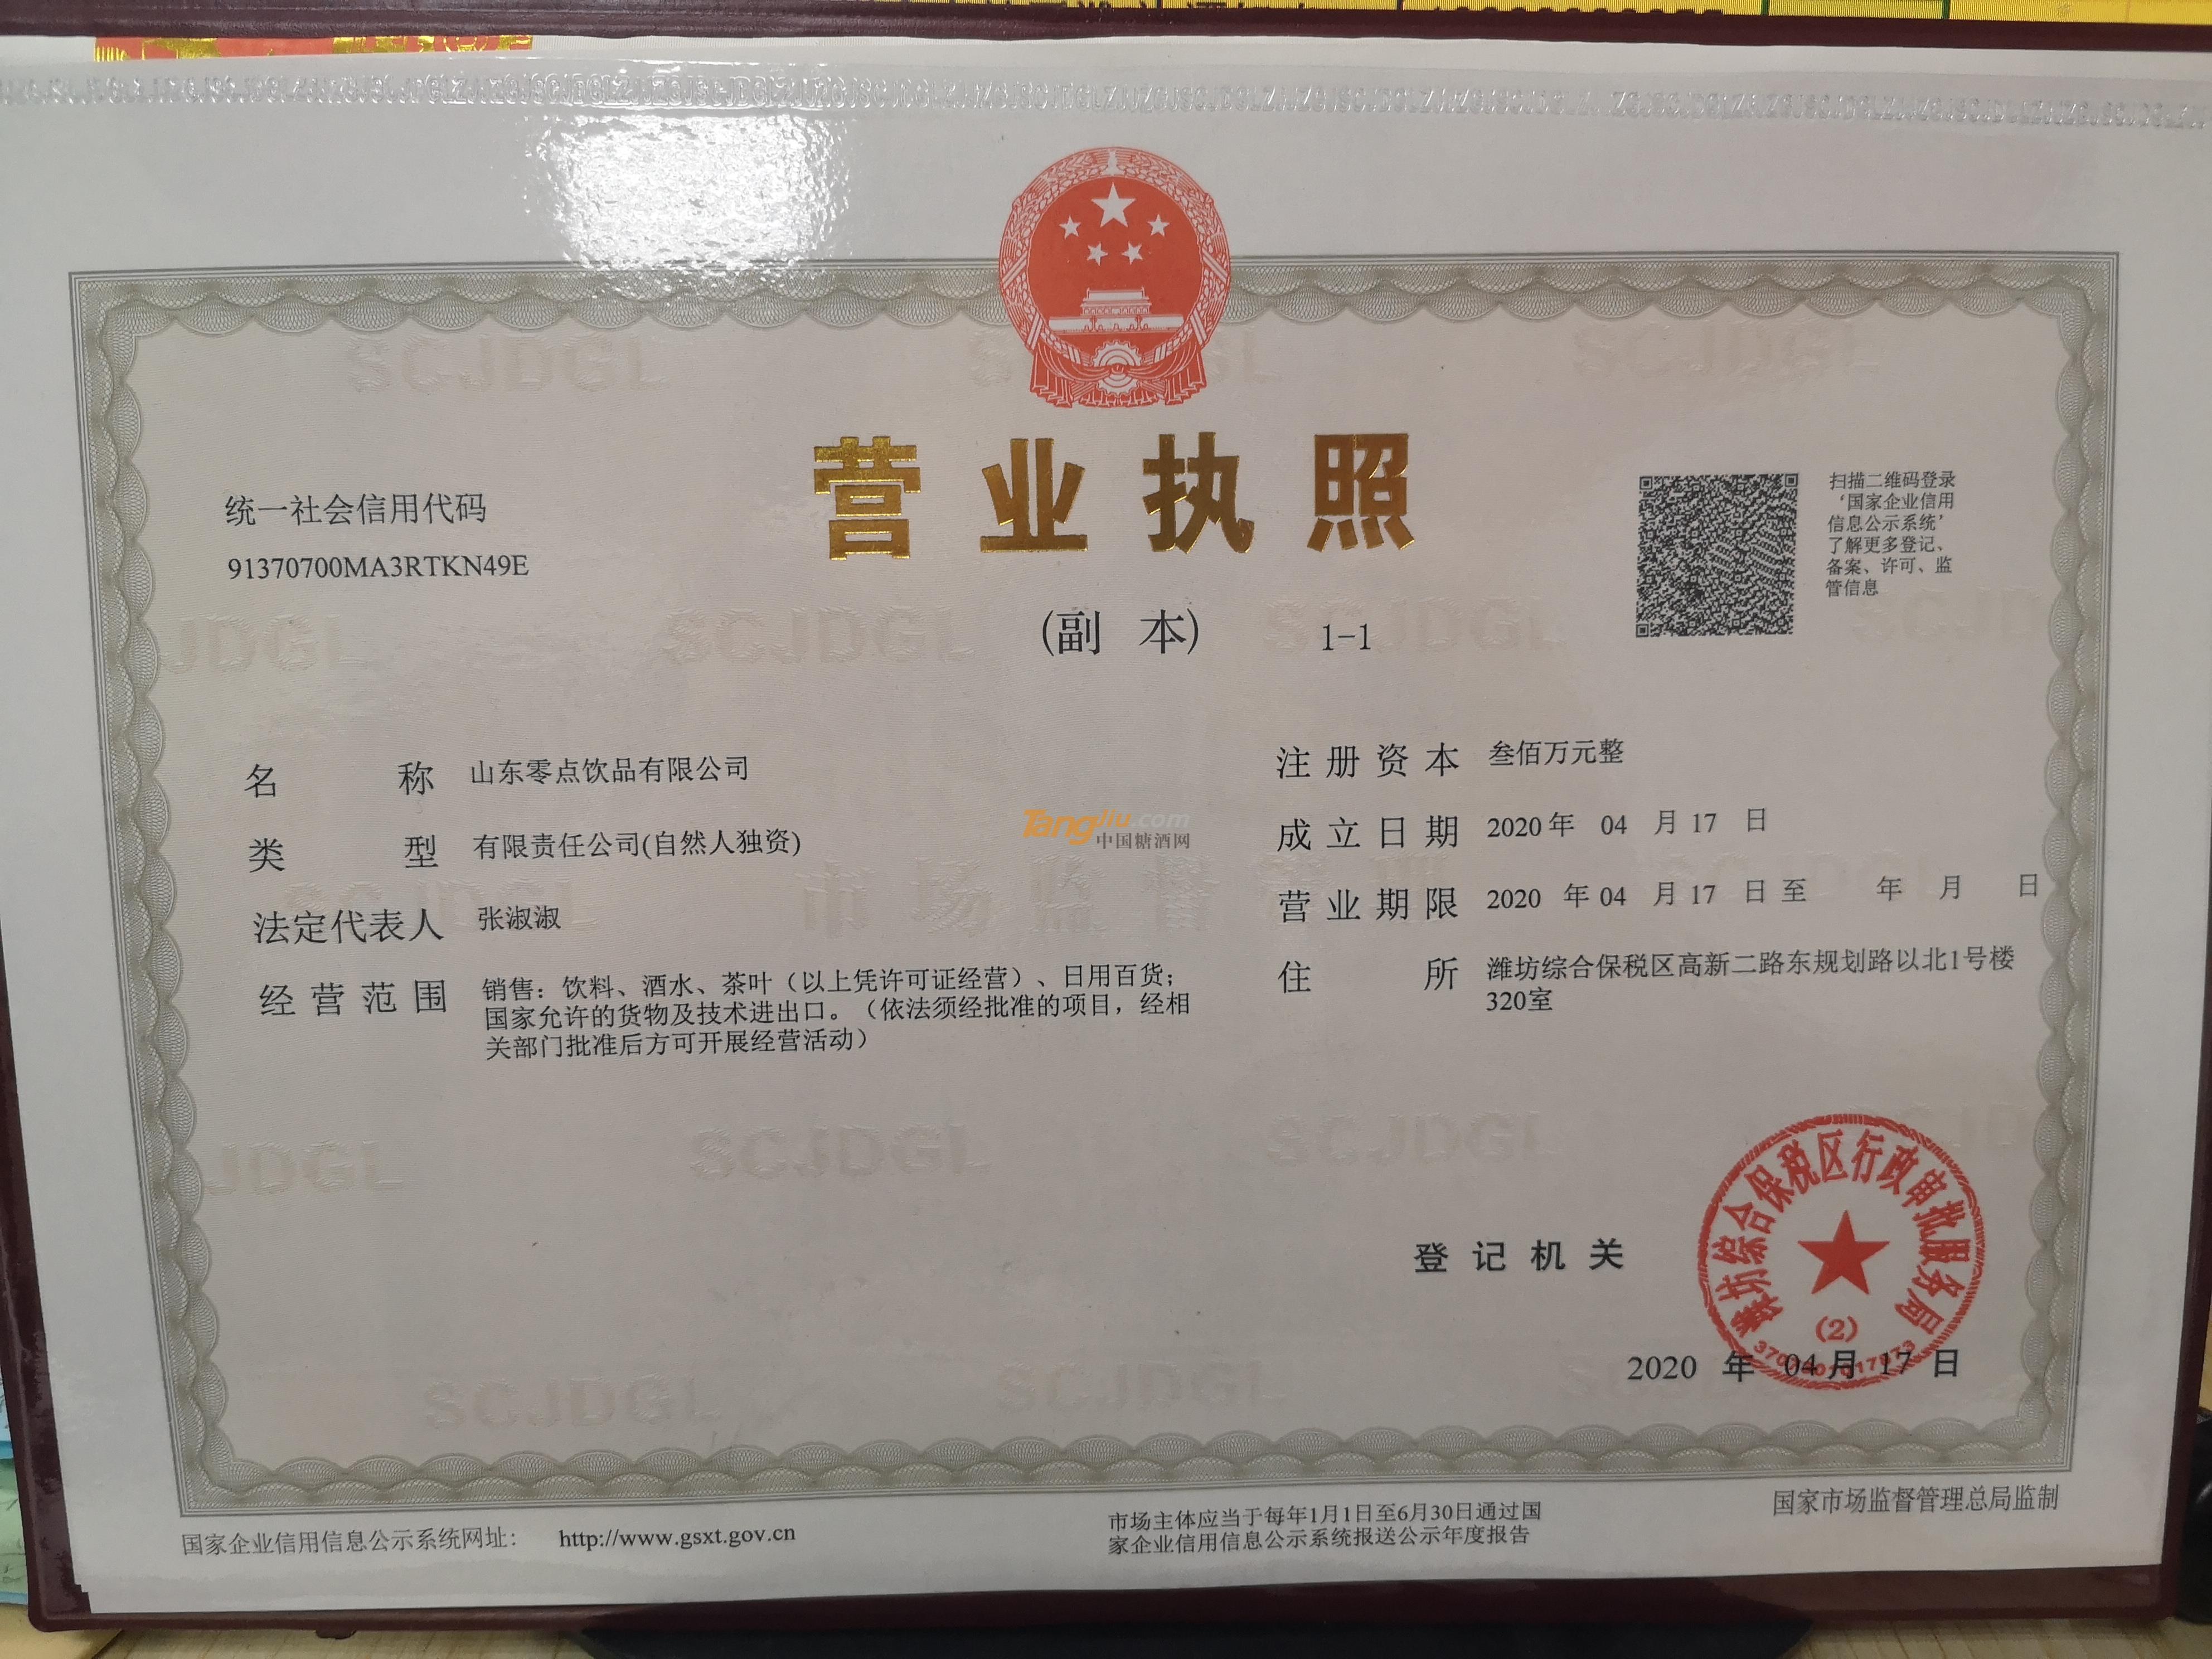 营业执照
(副 本) 1-1
统一社会信用代码
91370700MA3RTKN49E
扫描二维码登录
‘国家企业信用
信息公示系统’
了解更多登记、
备案、许可、监
管信息
名 称 山东零点饮品有限公司
类 型 有限责任公司(自然人独资)
法定代表人 张淑淑
经营范围 销售：饮料、酒水、茶叶（以上凭许可证经营）、日用百货；
国家允许的货物及技术进出口。（依法须经批准的项目，经相
关部门批准后方可开展经营活动）
注册资本 叁佰万元整
成立日期 2020年 04 月 17 日
营业期限 2020 年 04 月 17 日 至 年 月 日
住 所 潍坊综合保税区高新二路东规划路以北1号楼
320室
Tangjiu.com
中国糖酒网
SCJDGL
登记机关
潍坊综合保税区行政审批服务局
(2)
2020 年 04 月 17 日
国家企业信用信息公示系统网址： http://www.gsxt.gov.cn
市场主体应当于每年1月1日至6月30日通过国
家企业信用信息公示系统报送公示年度报告
国家市场监督管理总局监制